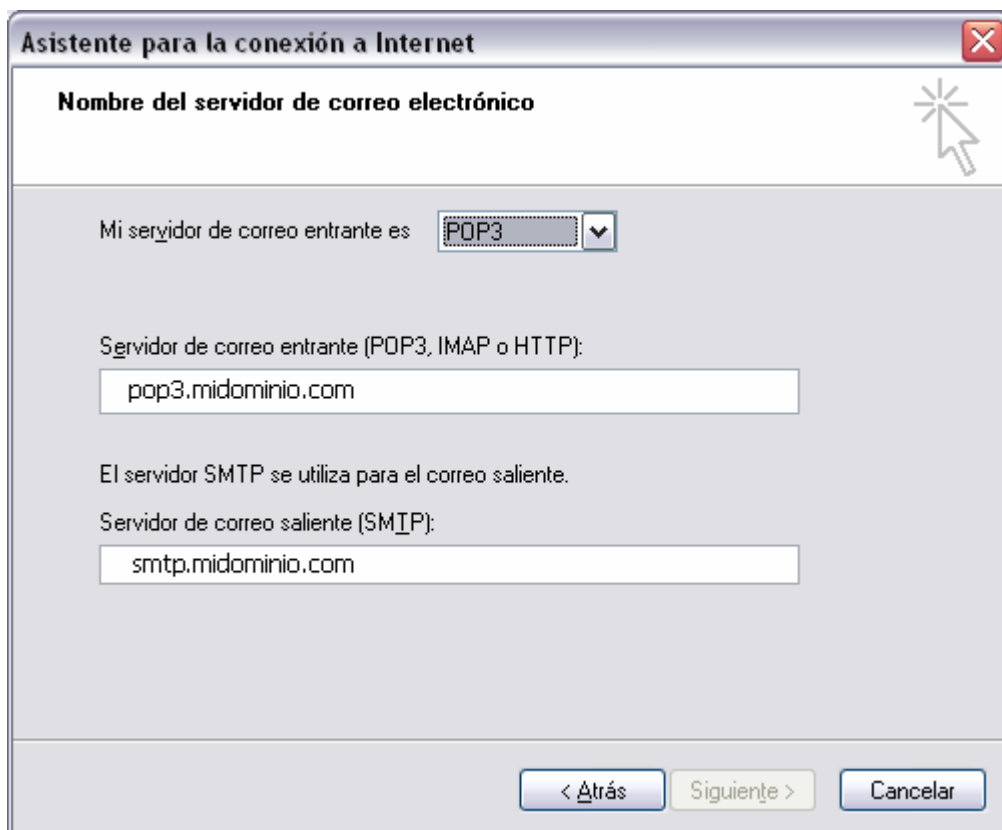 Asistente para la conexión a Internet
Nombre del servidor de correo electrónico
Mi servidor de correo entrante es POP3
Servidor de correo entrante (POP3, IMAP o HTTP):
pop3.midominio.com
El servidor SMTP se utiliza para el correo saliente.
Servidor de correo saliente (SMTP):
smtp.midominio.com
< Atrás Siguiente > Cancelar